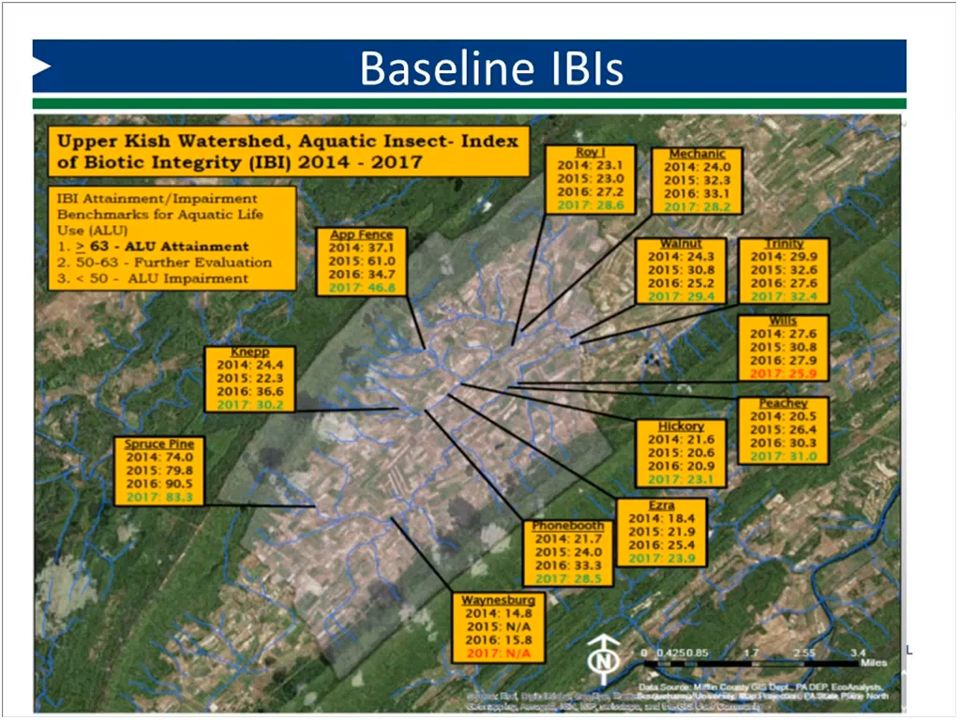 Baseline IBIs
Upper Kish Watershed, Aquatic Insect- Index
of Biotic Integrity (IBI) 2014 - 2017
IBI Attainment/Impairment
Benchmarks for Aquatic Life
Use (ALU)
1. ≥ 63 - ALU Attainment
2. 50-63 - Further Evaluation
3. < 50 - ALU Impairment
Roy I
2014: 23.1
2015: 23.0
2016: 27.2
2017: 28.6
Mechanic
2014: 24.0
2015: 32.3
2016: 33.1
2017: 28.2
App Fence
2014: 37.1
2015: 61.0
2016: 34.7
2017: 46.8
Walnut
2014: 24.3
2015: 30.8
2016: 25.2
2017: 29.4
Trinity
2014: 29.9
2015: 32.6
2016: 27.6
2017: 32.4
Wills
2014: 27.6
2015: 30.8
2016: 27.9
2017: 25.9
Knepp
2014: 24.4
2015: 22.3
2016: 36.6
2017: 30.2
Peachey
2014: 20.5
2015: 26.4
2016: 30.3
2017: 31.0
Hickory
2014: 21.6
2015: 20.6
2016: 20.9
2017: 23.1
Spruce Pine
2014: 74.0
2015: 79.8
2016: 90.5
2017: 83.3
Ezra
2014: 18.4
2015: 21.9
2016: 25.4
2017: 23.9
Phonebooth
2014: 21.7
2015: 24.0
2016: 33.3
2017: 28.5
Waynesburg
2014: 14.8
2015: N/A
2016: 15.8
2017: N/A
N
0 0.425 0.85 1.7 2.55 3.4
Miles
L
Data Source: Mifflin County GIS Dept., PA DEP, EcoAnalysts,
Susquehanna University, Map Projection: PA State Plane North